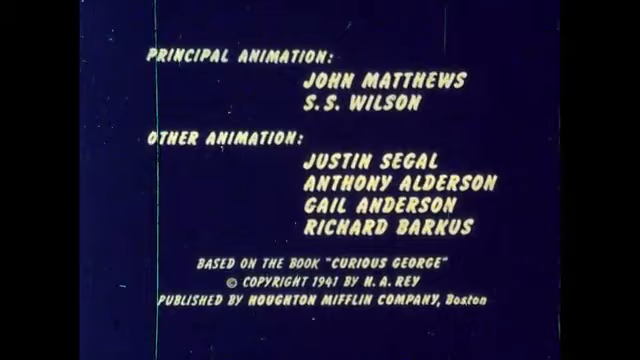 PRINCIPAL ANIMATION:
JOHN MATTHEWS
S. S. WILSON
OTHER ANIMATION:
JUSTIN SEGAL
ANTHONY ALDERSON
GAIL ANDERSON
RICHARD BARKUS
BASED ON THE BOOK "CURIOUS GEORGE"
© COPYRIGHT 1941 BY H. A. REY
PUBLISHED BY HOUGHTON MIFFLIN COMPANY, Boston